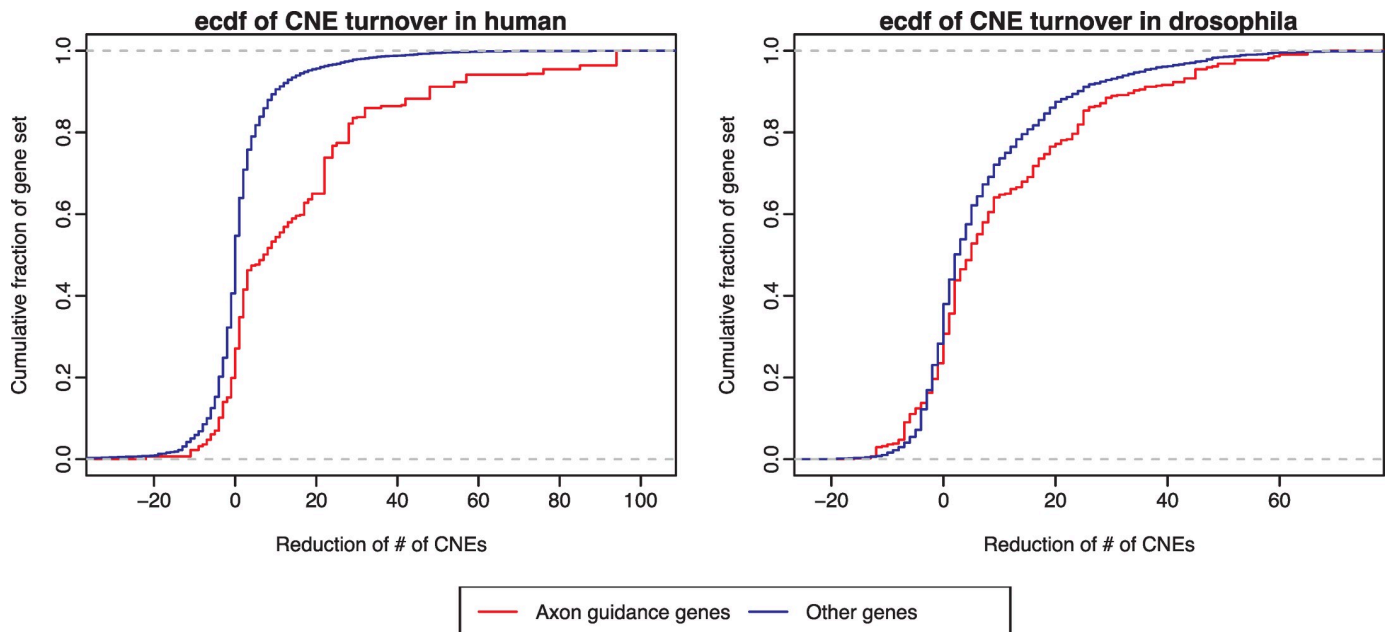 ecdf of CNE turnover in human
Cumulative fraction of gene set
1.0
0.8
0.6
0.4
0.2
0.0
−20 0 20 40 60 80 100
Reduction of # of CNEs
ecdf of CNE turnover in drosophila
Cumulative fraction of gene set
1.0
0.8
0.6
0.4
0.2
0.0
−20 0 20 40 60
Reduction of # of CNEs
Axon guidance genes Other genes